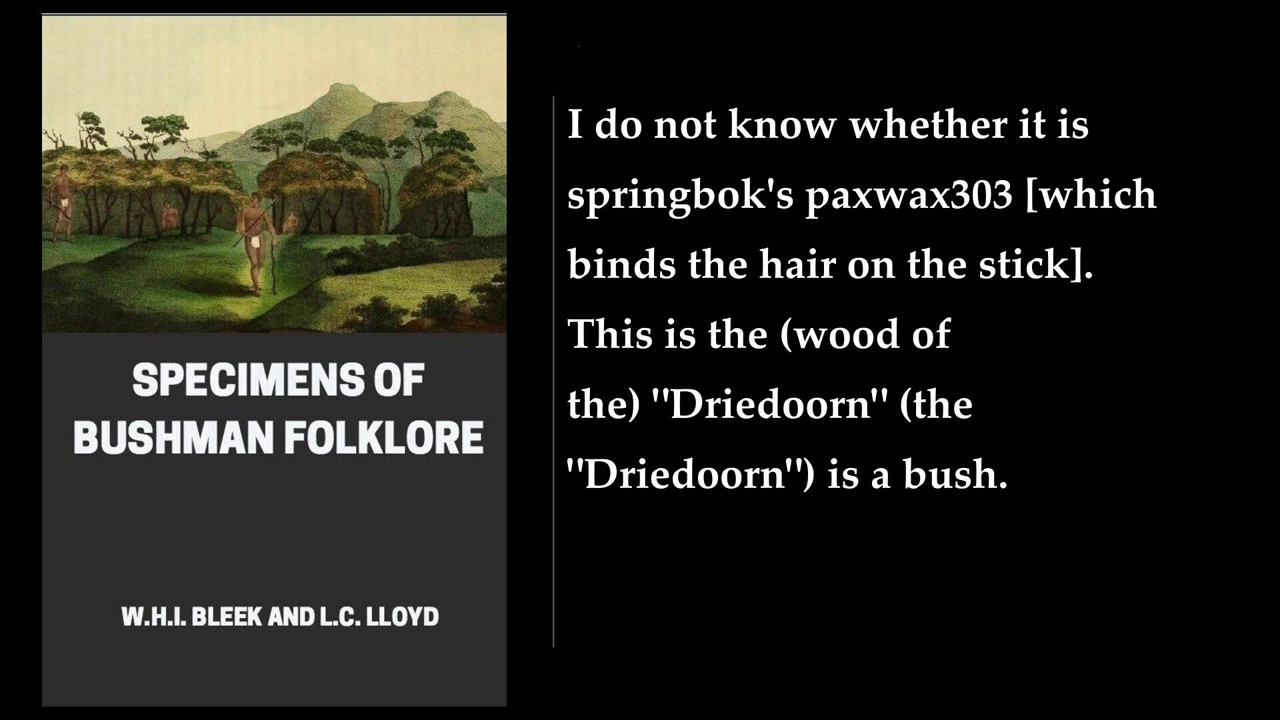 SPECIMENS OF
BUSHMAN FOLKLORE
W.H.I. BLEEK AND L.C. LLOYD
I do not know whether it is
springbok's paxwax303 [which
binds the hair on the stick].
This is the (wood of
the) "Driedoorn" (the
"Driedoorn") is a bush.